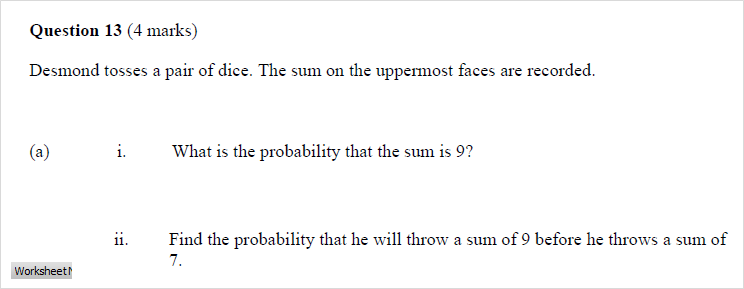 Question 13 (4 marks)
Desmond tosses a pair of dice. The sum on the uppermost faces are recorded.
(a) i. What is the probability that the sum is 9?
ii. Find the probability that he will throw a sum of 9 before he throws a sum of
7.